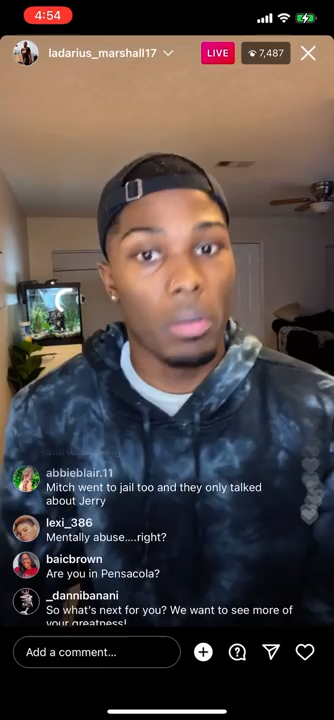 4:54
ladarius_marshall17
LIVE
7,487
abbieblair.11
Mitch went to jail too and they only talked
about Jerry
lexi_386
Mentally abuse....right?
baicbrown
Are you in Pensacola?
_dannibanani
So what's next for you? We want to see more of
your greatness!
Add a comment...